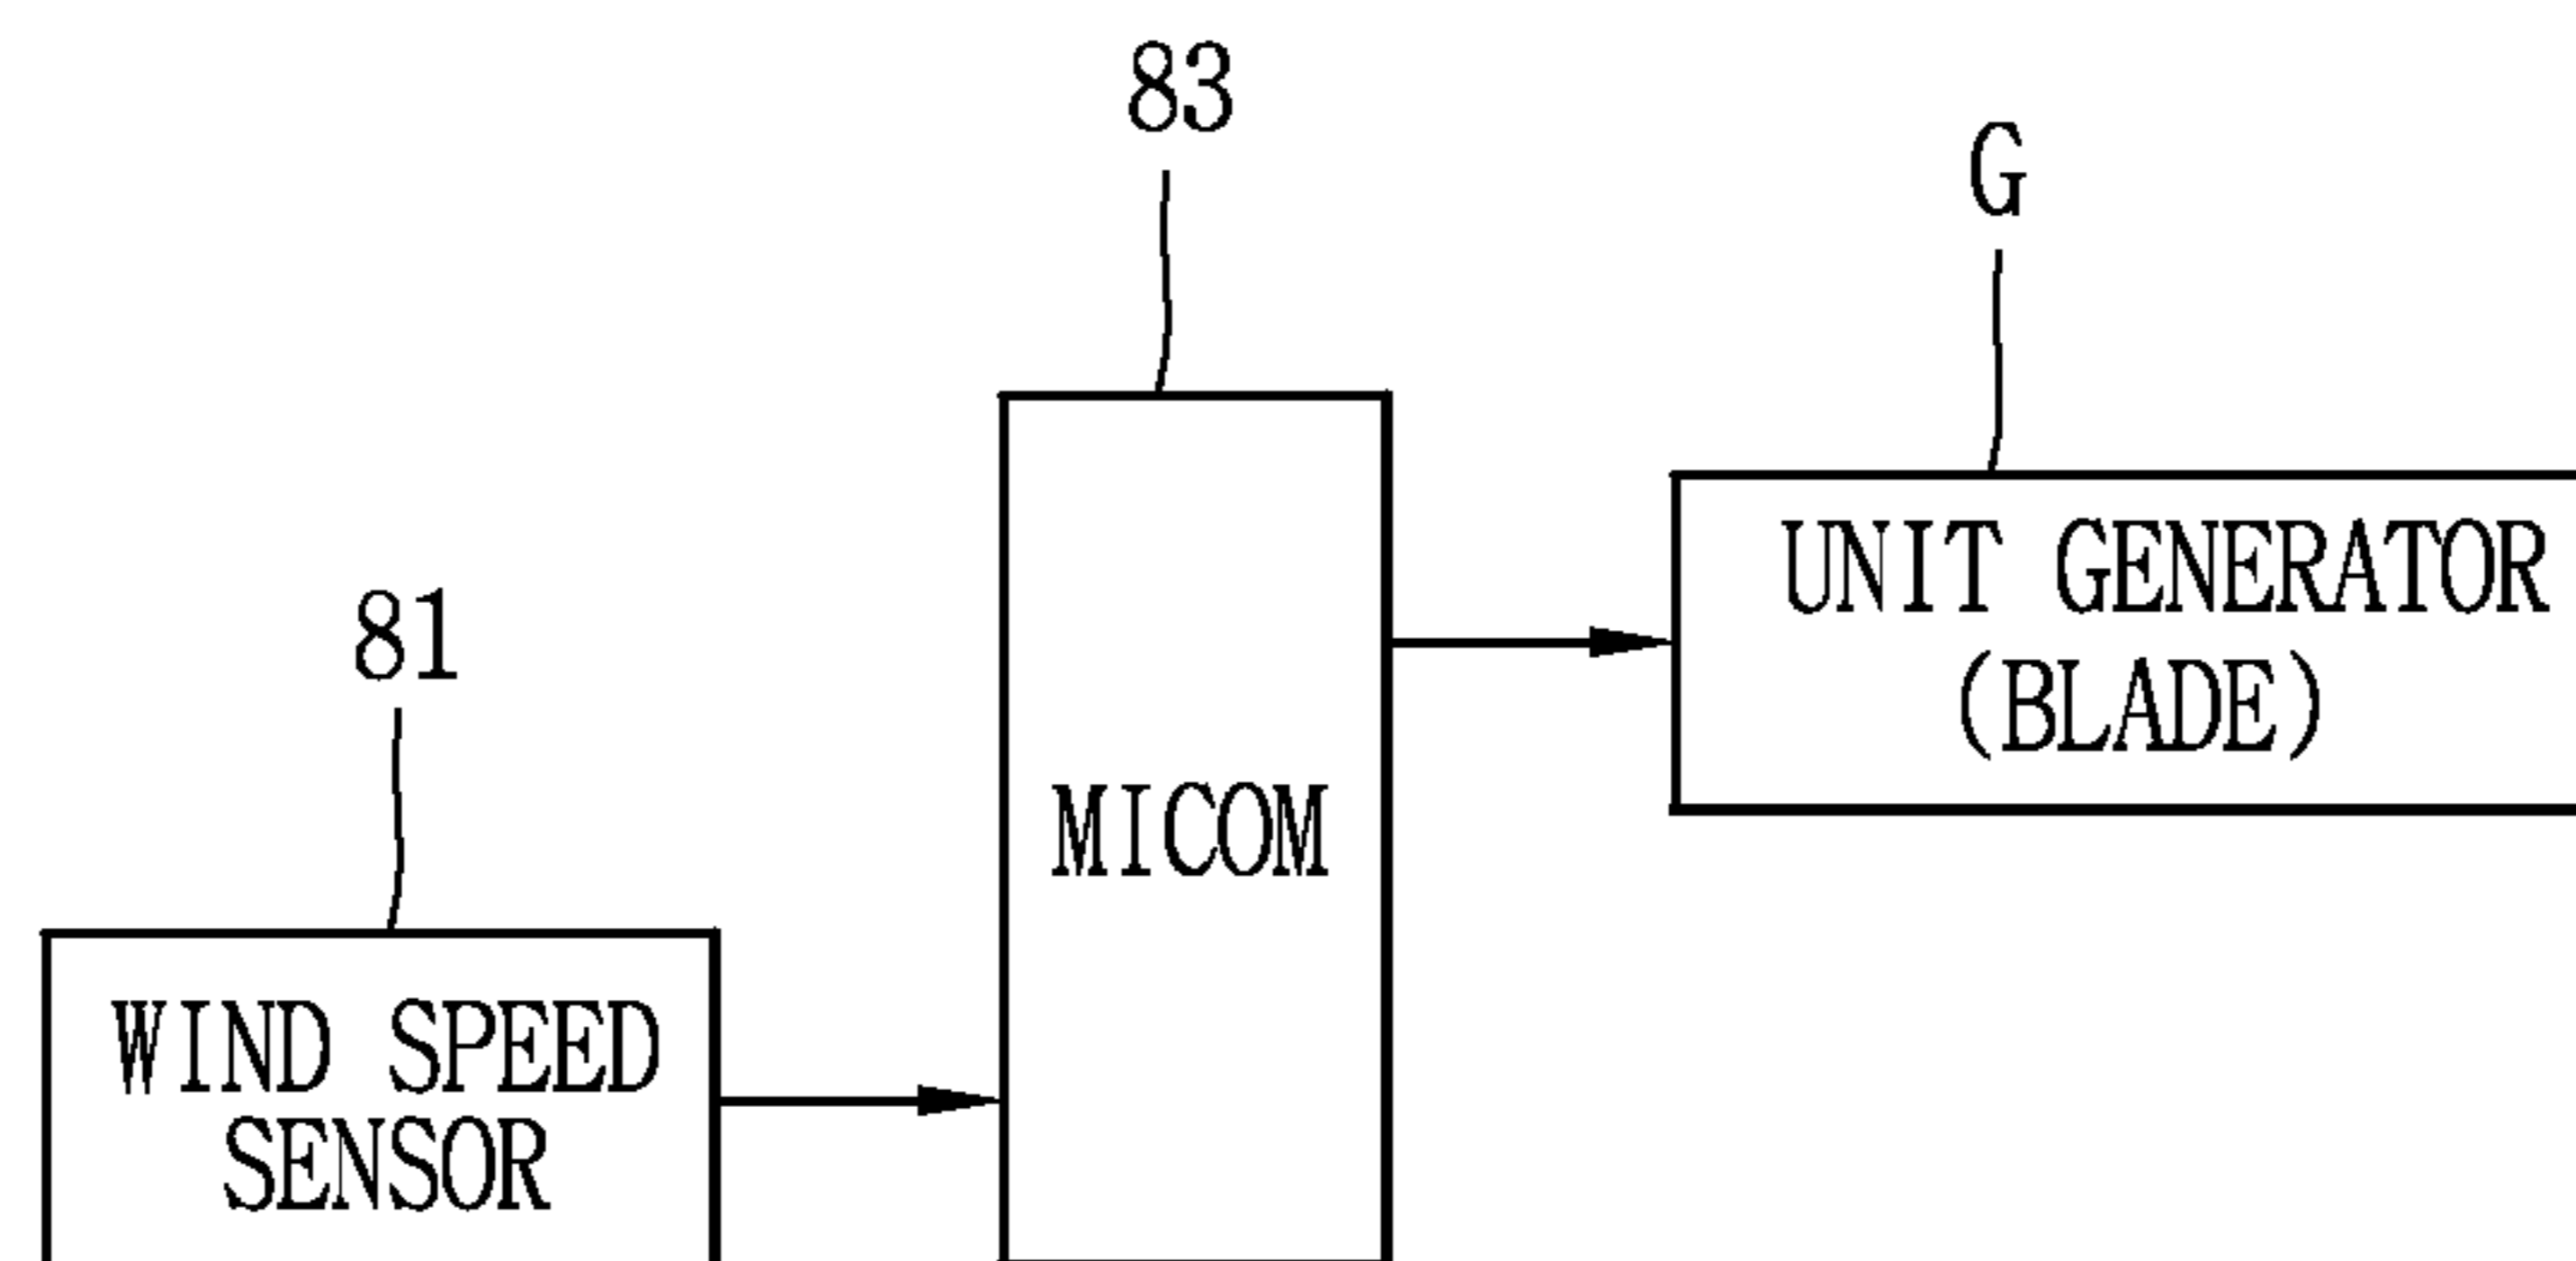 83
G
UNIT GENERATOR
(BLADE)
81
MICOM
WIND SPEED
SENSOR